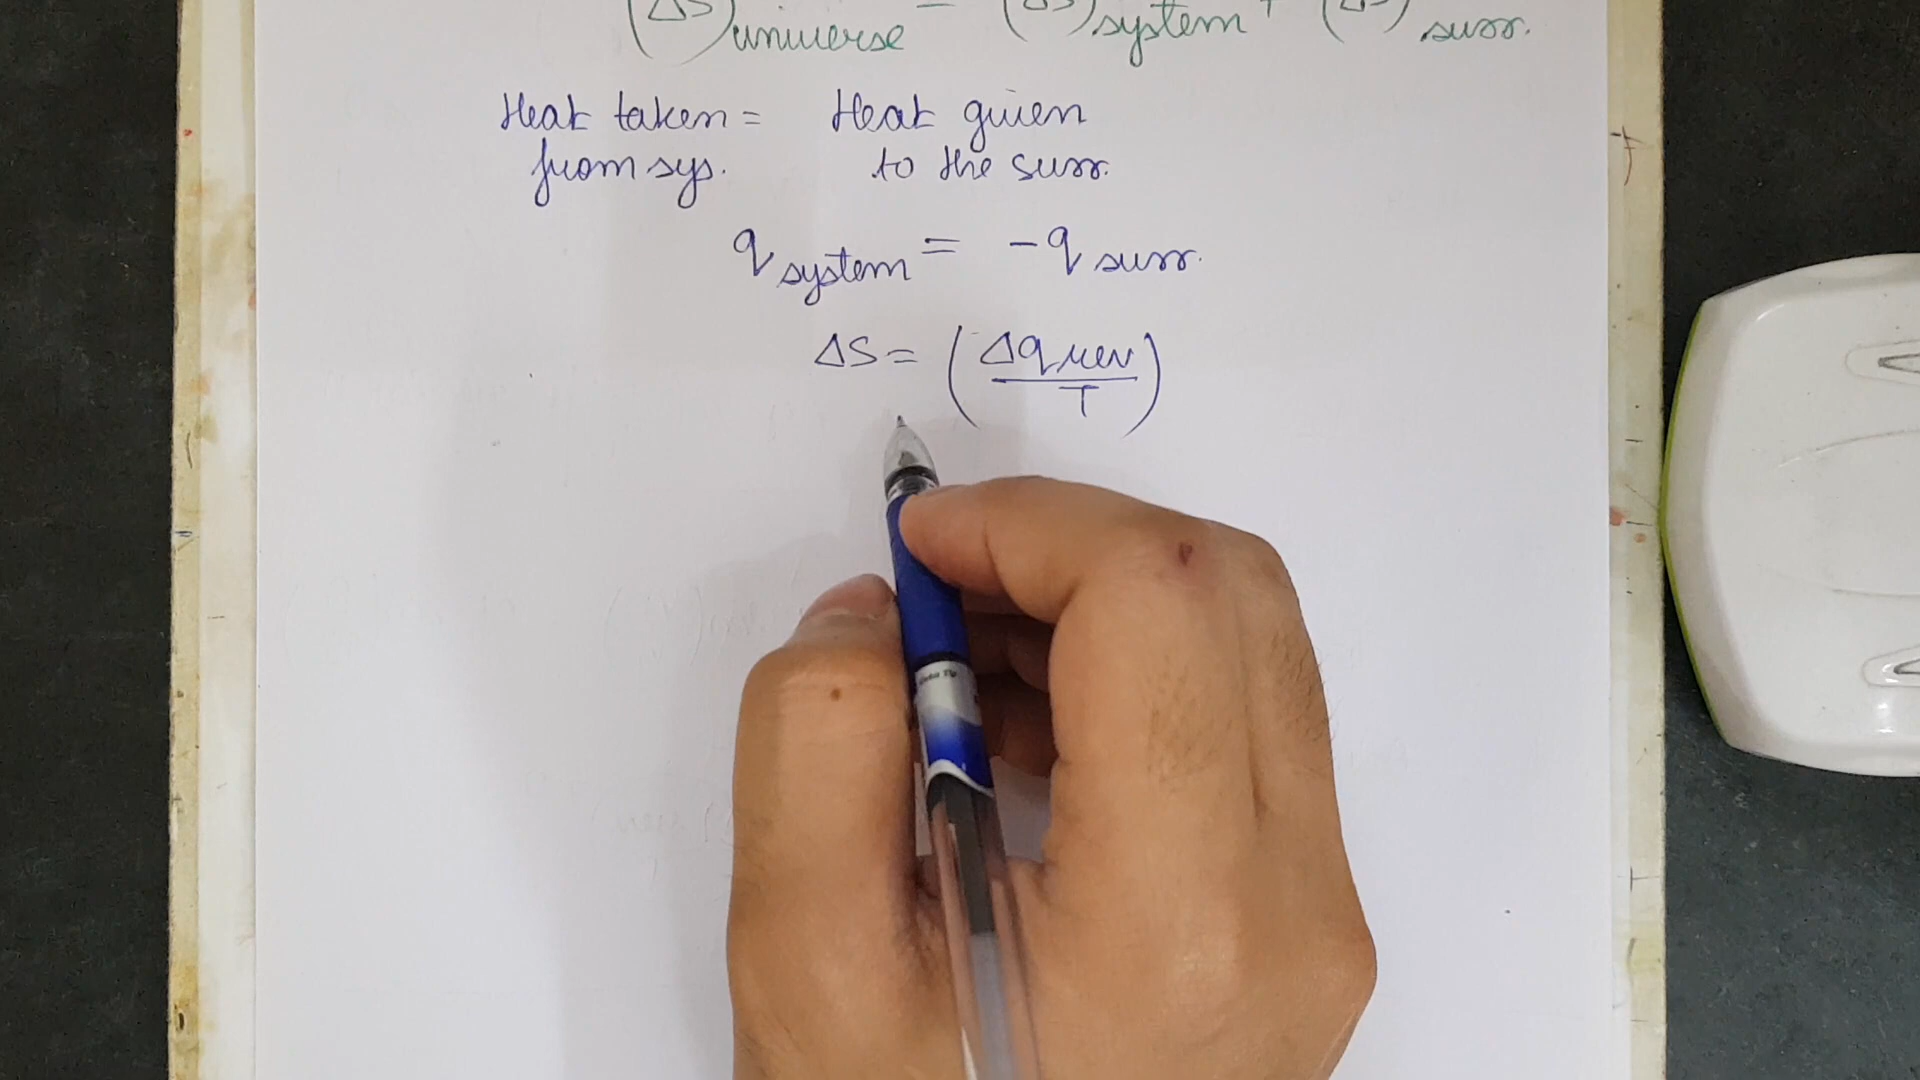 (ΔS)universe = (ΔS)system + (ΔS)surr.
Heat taken = Heat given
from sys. to the surr.
q system = -q surr.
ΔS = (Δq rev / T)